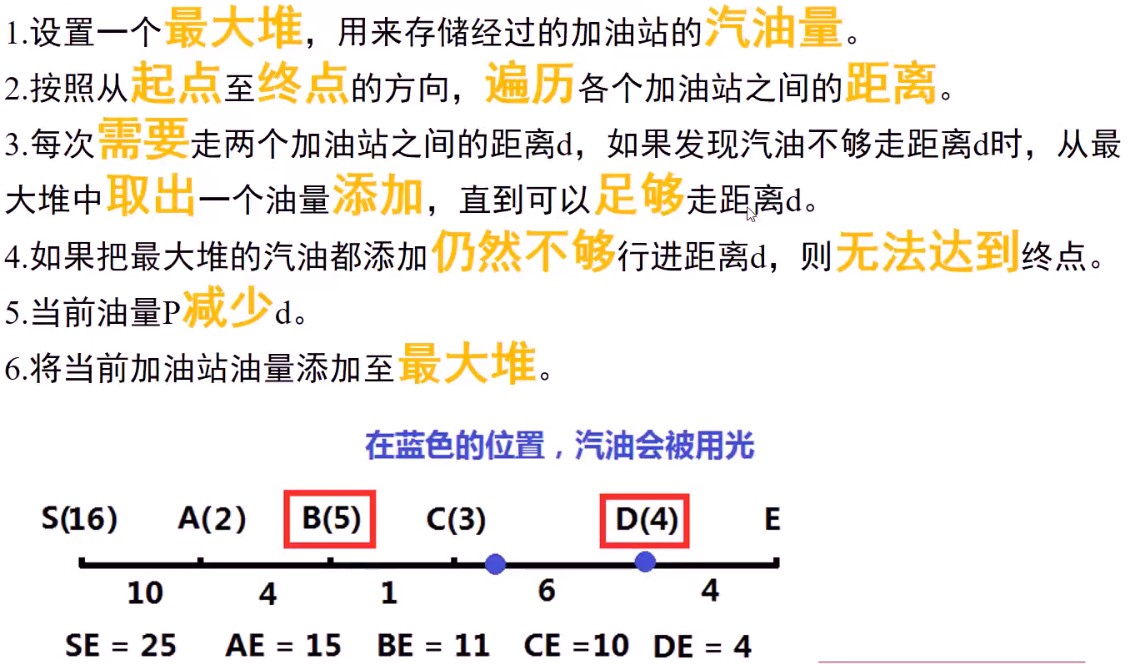 1.设置一个最大堆，用来存储经过的加油站的汽油量。
2.按照从起点至终点的方向，遍历各个加油站之间的距离。
3.每次需要走两个加油站之间的距离d，如果发现汽油不够走距离d时，从最
大堆中取出一个油量添加，直到可以足够走距离d。
4.如果把最大堆的汽油都添加仍然不够行进距离d，则无法达到终点。
5.当前油量P减少d。
6.将当前加油站油量添加至最大堆。
在蓝色的位置，汽油会被用光
S(16) A(2) B(5) C(3) D(4) E
10 4 1 6 4
SE = 25 AE = 15 BE = 11 CE =10 DE = 4